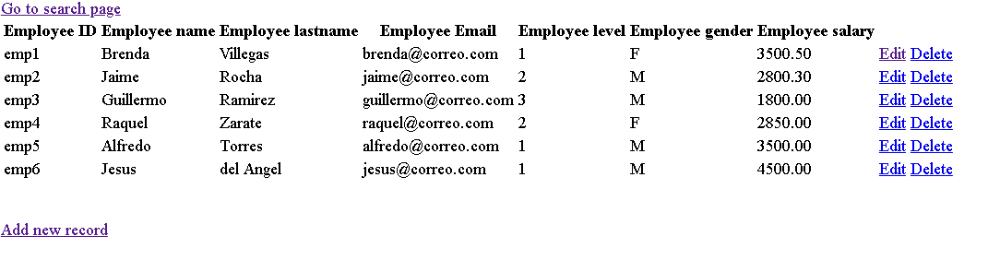 Go to search page
Employee ID Employee name Employee lastname Employee Email Employee level Employee gender Employee salary
emp1 Brenda Villegas brenda@correo.com 1 F 3500.50 Edit Delete
emp2 Jaime Rocha jaime@correo.com 2 M 2800.30 Edit Delete
emp3 Guillermo Ramirez guillermo@correo.com 3 M 1800.00 Edit Delete
emp4 Raquel Zarate raquel@correo.com 2 F 2850.00 Edit Delete
emp5 Alfredo Torres alfredo@correo.com 1 M 3500.00 Edit Delete
emp6 Jesus del Angel jesus@correo.com 1 M 4500.00 Edit Delete
Add new record